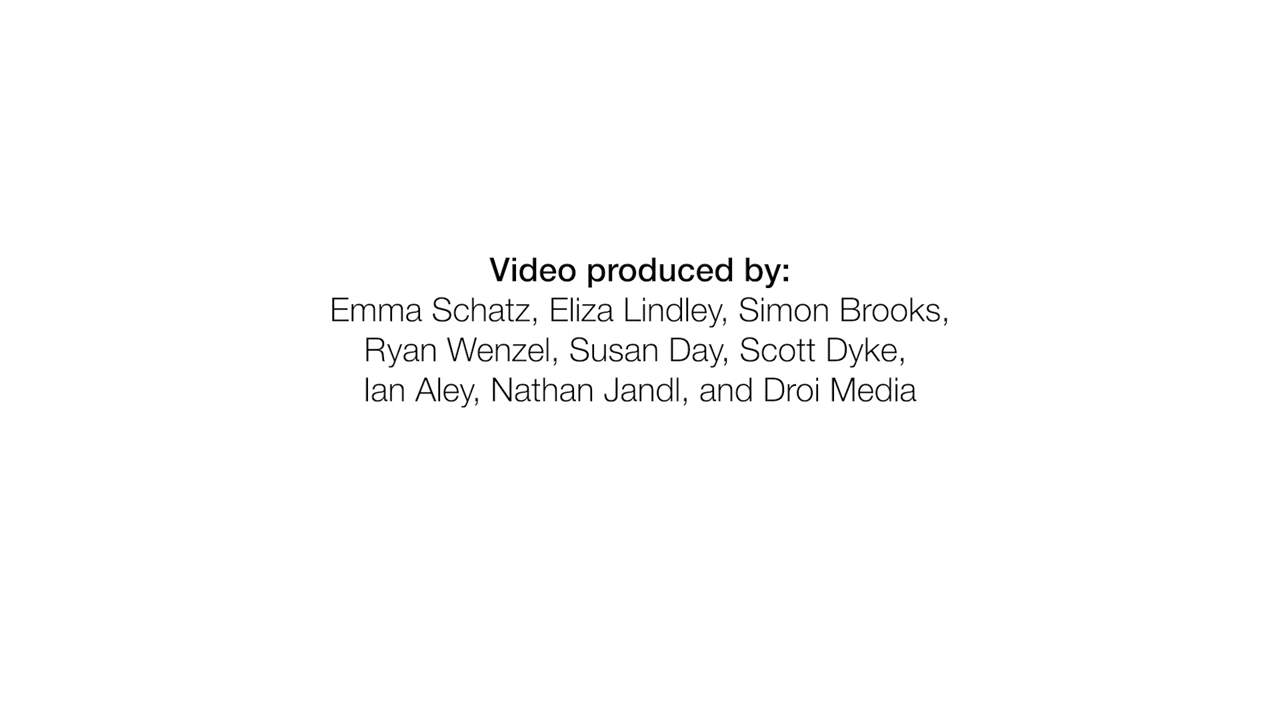 Video produced by:
Emma Schatz, Eliza Lindley, Simon Brooks,
Ryan Wenzel, Susan Day, Scott Dyke,
Ian Aley, Nathan Jandl, and Droi Media